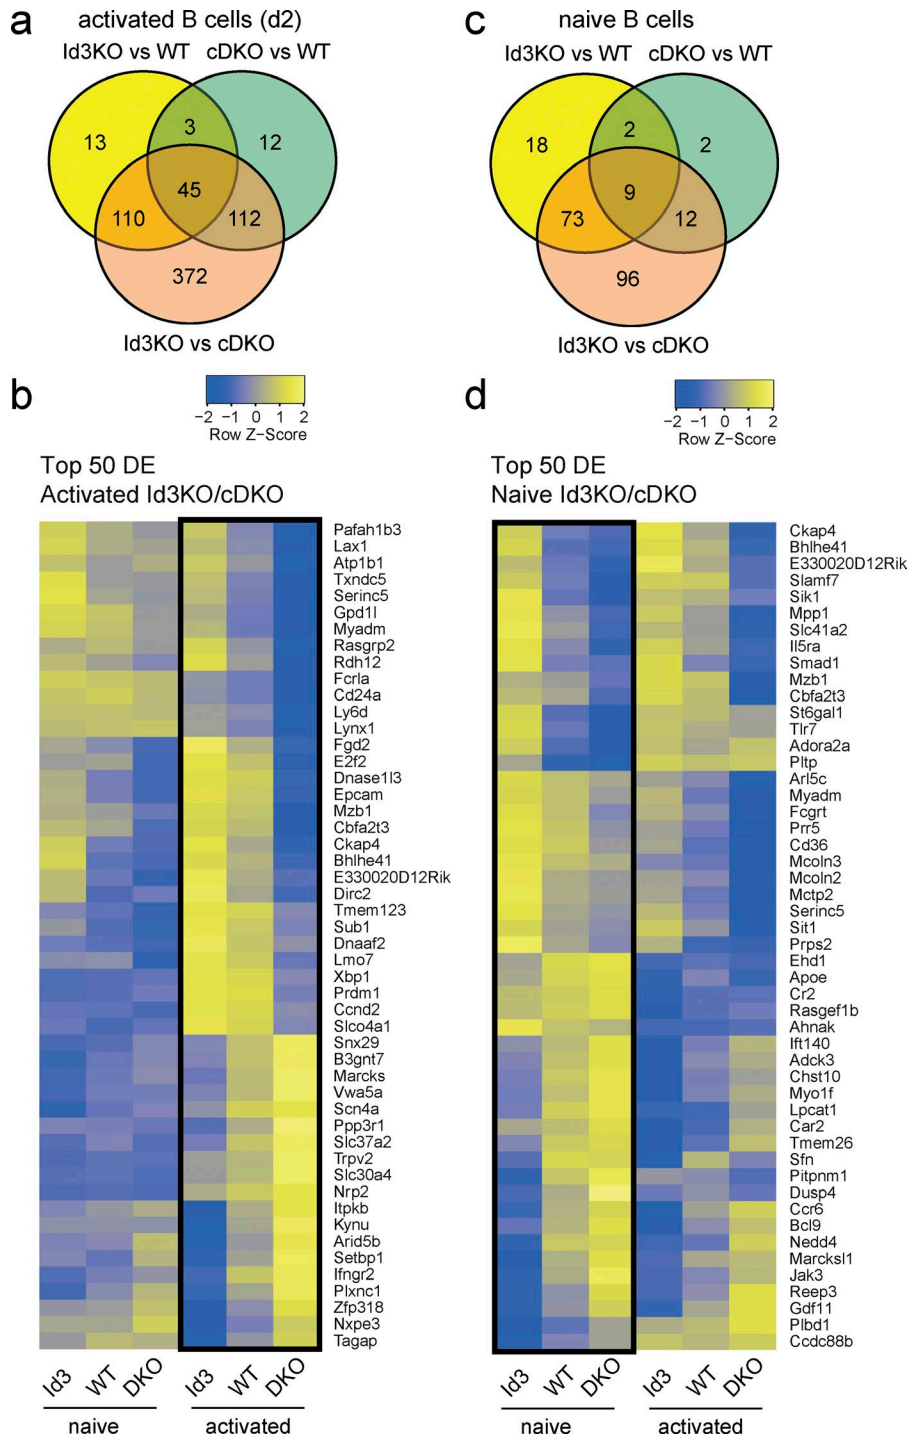 a
activated B cells (d2)
Id3KO vs WT
cDKO vs WT
13
3
12
45
110
112
372
Id3KO vs cDKO
c
naive B cells
Id3KO vs WT
cDKO vs WT
18
2
2
9
73
12
96
Id3KO vs cDKO
b
−2 −1 0 1 2
Row Z−Score
Top 50 DE
Activated Id3KO/cDKO
Pafah1b3
Lax1
Atp1b1
Txndc5
Serinc5
Gpd1l
Myadm
Rasgrp2
Rdh12
Fcrla
Cd24a
Ly6d
Lynx1
Fgd2
E2f2
Dnase1l3
Epcam
Mzb1
Cbfa2t3
Ckap4
Bhlhe41
E330020D12Rik
Dirc2
Tmem123
Sub1
Dnaaf2
Lmo7
Xbp1
Prdm1
Ccnd2
Slco4a1
Snx29
B3gnt7
Marcks
Vwa5a
Scn4a
Ppp3r1
Slc37a2
Trpv2
Slc30a4
Nrp2
Itpkb
Kynu
Arid5b
Setbp1
Ifngr2
Plxnc1
Zfp318
Nxpe3
Tagap
Id3 WT DKO Id3 WT DKO
naive activated
d
−2 −1 0 1 2
Row Z−Score
Top 50 DE
Naive Id3KO/cDKO
Ckap4
Bhlhe41
E330020D12Rik
Slamf7
Sik1
Mpp1
Slc41a2
Il5ra
Smad1
Mzb1
Cbfa2t3
St6gal1
Tlr7
Adora2a
Pltp
Arl5c
Myadm
Fcgrt
Prr5
Cd36
Mcoln3
Mcoln2
Mctp2
Serinc5
Sit1
Prps2
Ehd1
Apoe
Cr2
Rasgef1b
Ahnak
Ift140
Adck3
Chst10
Myo1f
Lpcat1
Car2
Tmem26
Sfn
Pitpnm1
Dusp4
Ccr6
Bcl9
Nedd4
Marcksl1
Jak3
Reep3
Gdf11
Plbd1
Ccdc88b
Id3 WT DKO Id3 WT DKO
naive activated